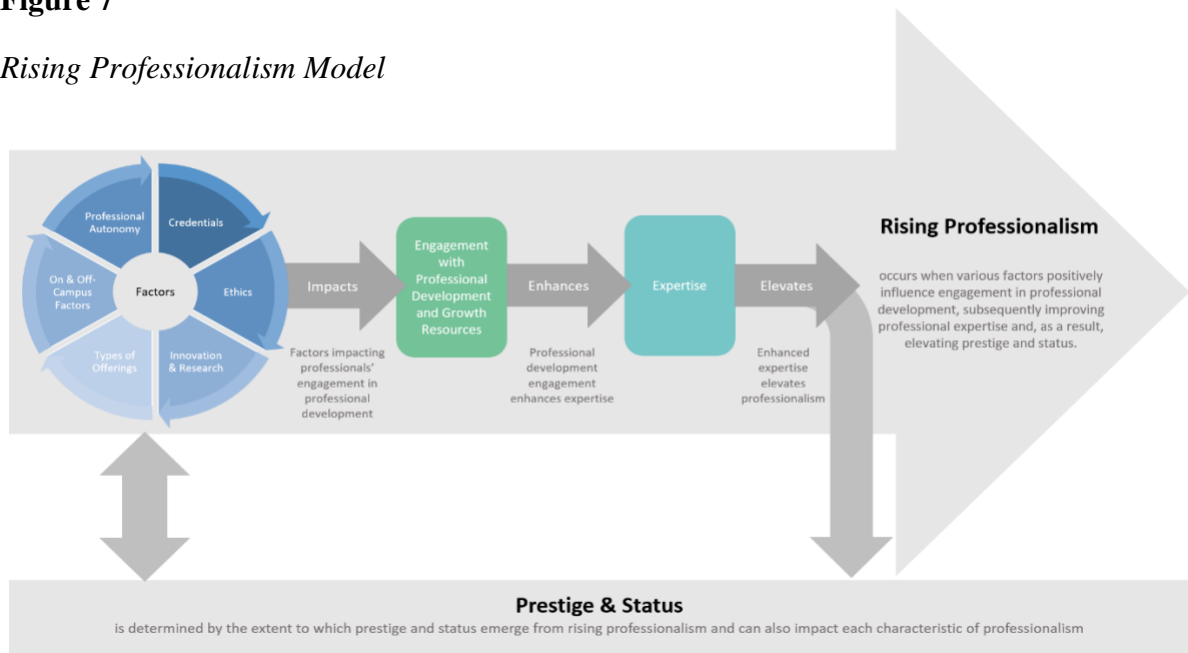 Figure 7
Rising Professionalism Model
Professional
Autonomy
Credentials
On & Off-
Campus
Factors
Factors
Ethics
Types of
Offerings
Innovation
& Research
Impacts
Factors impacting
professionals’
engagement in
professional
development
Engagement
with
Professional
Development
and Growth
Resources
Enhances
Professional
development
engagement
enhances expertise
Expertise
Elevates
Enhanced
expertise
elevates
professionalism
Rising Professionalism
occurs when various factors positively
influence engagement in professional
development, subsequently improving
professional expertise and, as a result,
elevating prestige and status.
Prestige & Status
is determined by the extent to which prestige and status emerge from rising professionalism and can also impact each characteristic of professionalism